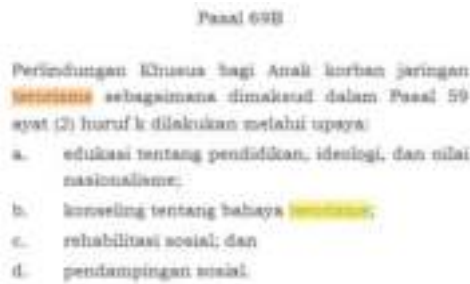 Pasal 69B
Perlindungan Khusus bagi Anak korban jaringan
terorisme sebagaimana dimaksud dalam Pasal 59
ayat (2) huruf k dilakukan melalui upaya:
a. edukasi tentang pendidikan, ideologi, dan nilai
nasionalisme;
b. konseling tentang bahaya terorisme;
c. rehabilitasi sosial; dan
d. pendampingan sosial.